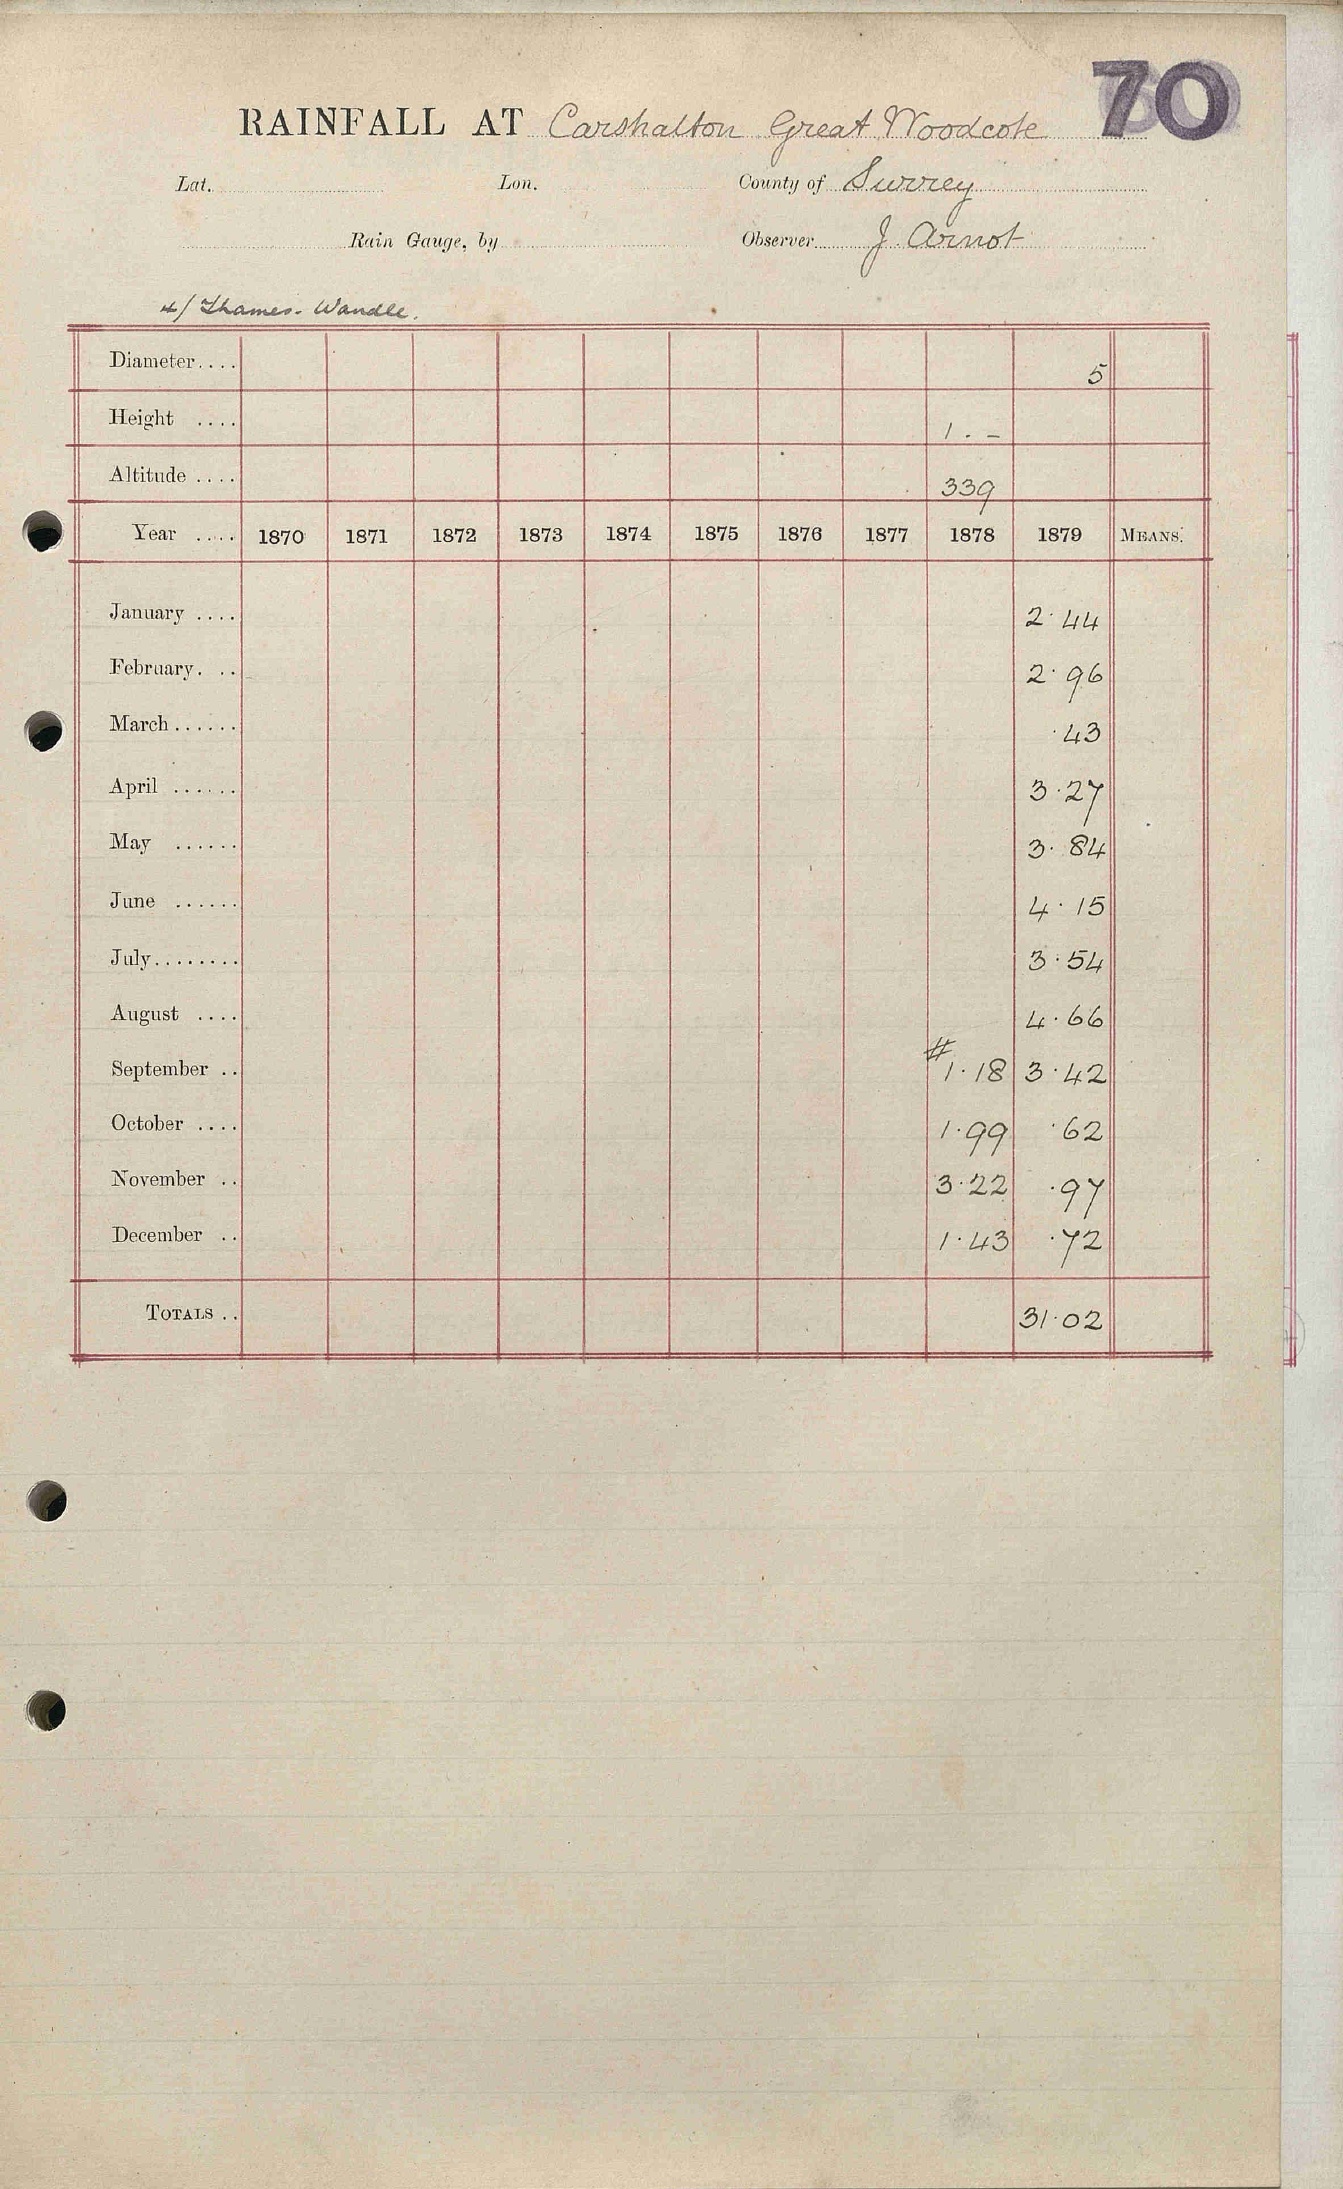 70
RAINFALL AT Carshalton Great Woodcote
Lat. Lon. County of Surrey
Rain Gauge, by Observer J. Arnot
4/ Thames. Wandle.
Diameter.... 5
Height .... 1. -
Altitude .... 339
Year .... 1870 1871 1872 1873 1874 1875 1876 1877 1878 1879 MEANS.
January .... 2.44
February. .. 2.96
March...... .43
April ...... 3.27
May ...... 3.84
June ...... 4.15
July........ 3.54
August .... 4.66
September .. # 1.18 3.42
October .... 1.99 .62
November .. 3.22 .97
December .. 1.43 .72
TOTALS .. 31.02